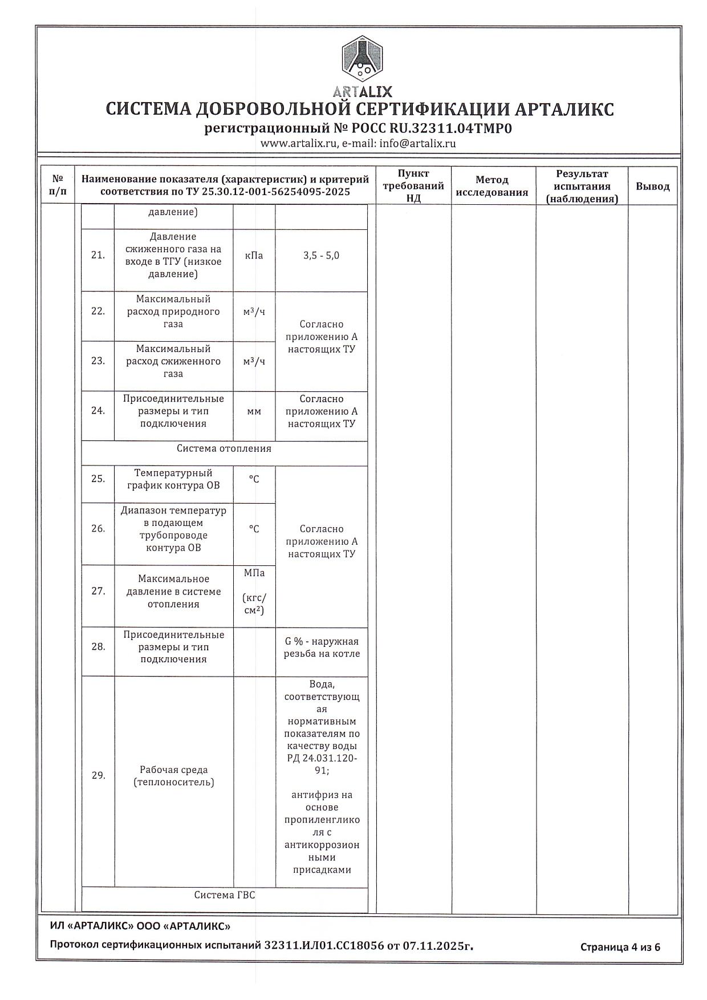 ARTALIX
СИСТЕМА ДОБРОВОЛЬНОЙ СЕРТИФИКАЦИИ АРТАЛИКС
регистрационный № РОСС RU.32311.04ТМР0
www.artalix.ru, e-mail: info@artalix.ru
№
п/п
Наименование показателя (характеристик) и критерий
соответствия по ТУ 25.30.12-001-56254095-2025
Пункт
требований
НД
Метод
исследования
Результат
испытания
(наблюдения)
Вывод
давление)
21.
Давление
сжиженного газа на
входе в ТГУ (низкое
давление)
кПа
3,5 - 5,0
22.
Максимальный
расход природного
газа
м³/ч
Согласно
приложению А
настоящих ТУ
23.
Максимальный
расход сжиженного
газа
м³/ч
24.
Присоединительные
размеры и тип
подключения
мм
Согласно
приложению А
настоящих ТУ
Система отопления
25.
Температурный
график контура ОВ
°С
26.
Диапазон температур
в подающем
трубопроводе
контура ОВ
°С
Согласно
приложению А
настоящих ТУ
27.
Максимальное
давление в системе
отопления
МПа
(кгс/
см²)
28.
Присоединительные
размеры и тип
подключения
G % - наружная
резьба на котле
29.
Рабочая среда
(теплоноситель)
Вода,
соответствующ
ая
нормативным
показателям по
качеству воды
РД 24.031.120-
91;
антифриз на
основе
пропиленглико
ля с
антикоррозион
ными
присадками
Система ГВС
ИЛ «АРТАЛИКС» ООО «АРТАЛИКС»
Протокол сертификационных испытаний 32311.ИЛ01.СС18056 от 07.11.2025г.
Страница 4 из 6